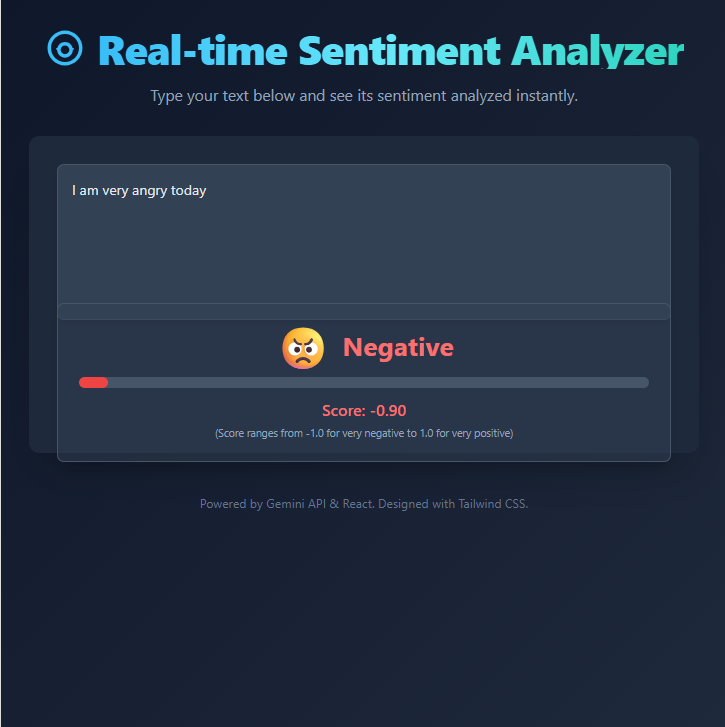 Real-time Sentiment Analyzer
Type your text below and see its sentiment analyzed instantly.
I am very angry today
Negative
Score: -0.90
(Score ranges from -1.0 for very negative to 1.0 for very positive)
Powered by Gemini API & React. Designed with Tailwind CSS.